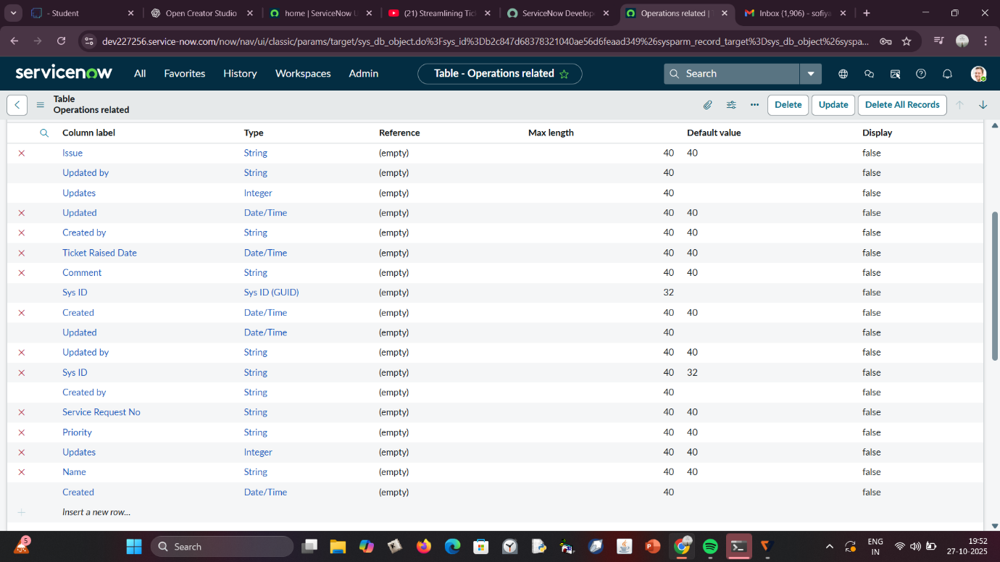 - Student
Open Creator Studio
home | ServiceNow U
(21) Streamlining Tic
ServiceNow Develop
Operations related |
Inbox (1,906) - sofiya
dev227256.service-now.com/now/nav/ui/classic/params/target/sys_db_object.do%3Fsys_id%3Db2c847d68378321040ae56d6feaad349%26sysparm_record_target%3Dsys_db_object%26syspa...
servicenow All Favorites History Workspaces Admin Table - Operations related Search
Table
Operations related
Delete Update Delete All Records
Column label Type Reference Max length Default value Display
Issue String (empty) 40 40 false
Updated by String (empty) 40 false
Updates Integer (empty) 40 false
Updated Date/Time (empty) 40 40 false
Created by String (empty) 40 40 false
Ticket Raised Date Date/Time (empty) 40 40 false
Comment String (empty) 40 40 false
Sys ID Sys ID (GUID) (empty) 32 false
Created Date/Time (empty) 40 40 false
Updated Date/Time (empty) 40 false
Updated by String (empty) 40 40 false
Sys ID String (empty) 40 32 false
Created by String (empty) 40 false
Service Request No String (empty) 40 40 false
Priority String (empty) 40 40 false
Updates Integer (empty) 40 40 false
Name String (empty) 40 40 false
Created Date/Time (empty) 40 false
Insert a new row...
5
Search
ENG
IN
19:52
27-10-2025